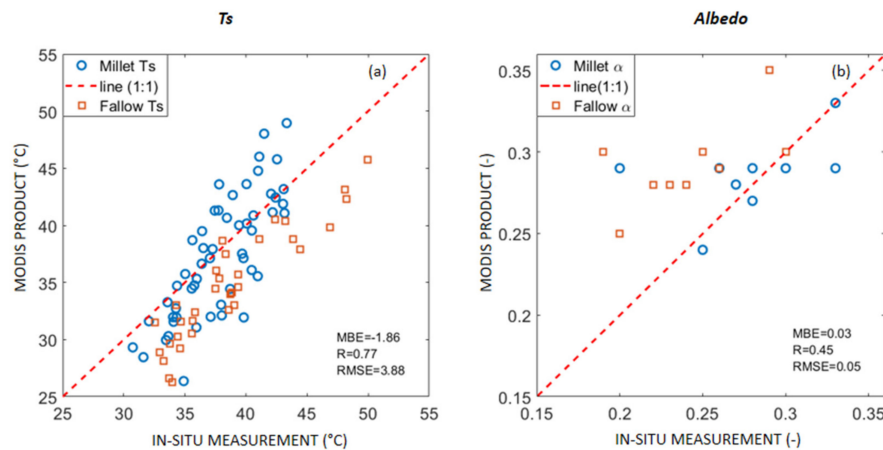 Ts
Albedo
55
50
45
40
35
30
25
MODIS PRODUCT (°C)
Millet Ts
line (1:1)
Fallow Ts
(a)
MBE=-1.86
R=0.77
RMSE=3.88
25
30
35
40
45
50
55
IN-SITU MEASUREMENT (°C)
0.35
0.3
0.25
0.2
0.15
MODIS PRODUCT (-)
Millet α
line(1:1)
Fallow α
(b)
MBE=0.03
R=0.45
RMSE=0.05
0.15
0.2
0.25
0.3
0.35
IN-SITU MEASUREMENT (-)